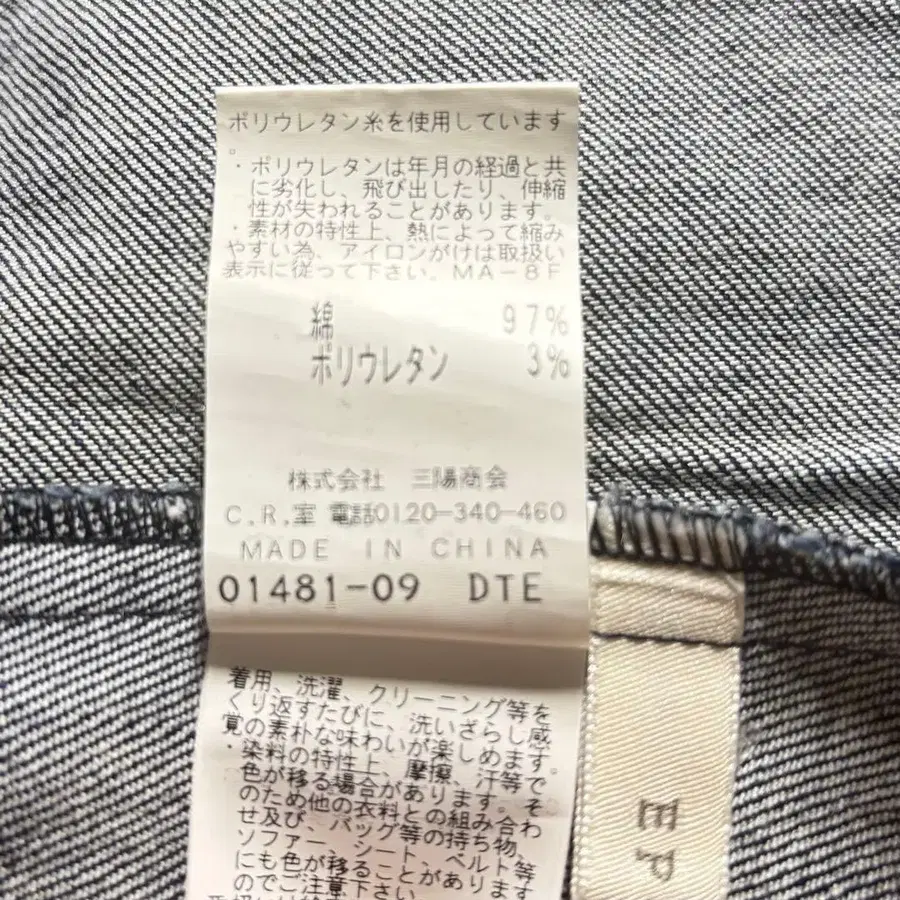 ポリウレタン糸を使用しています
。
・ポリウレタンは年月の経過と共
に劣化し、飛び出したり、伸縮
性が失われることがあります。
・素材の特性上、熱によって縮み
やすい為、アイロンがけは取扱い
表示に従って下さい。MA-8F
綿 97%
ポリウレタン 3%
株式会社 三陽商会
C.R.室 電話0120-340-460
MADE IN CHINA
01481-09 DTE
着用、洗濯、クリーニング等を
くり返すたびに、洗いざらし感
覚の素朴な味わいが楽しめます。
・染料の特性上、摩擦、汗等で
色が移る場合があります。そ
のため他の衣料との組み合わ
せ及び、バッグ等の持ち物、
ソファー、シート、ベルト等
にも色が移ることがあります
のでご注意下さい。